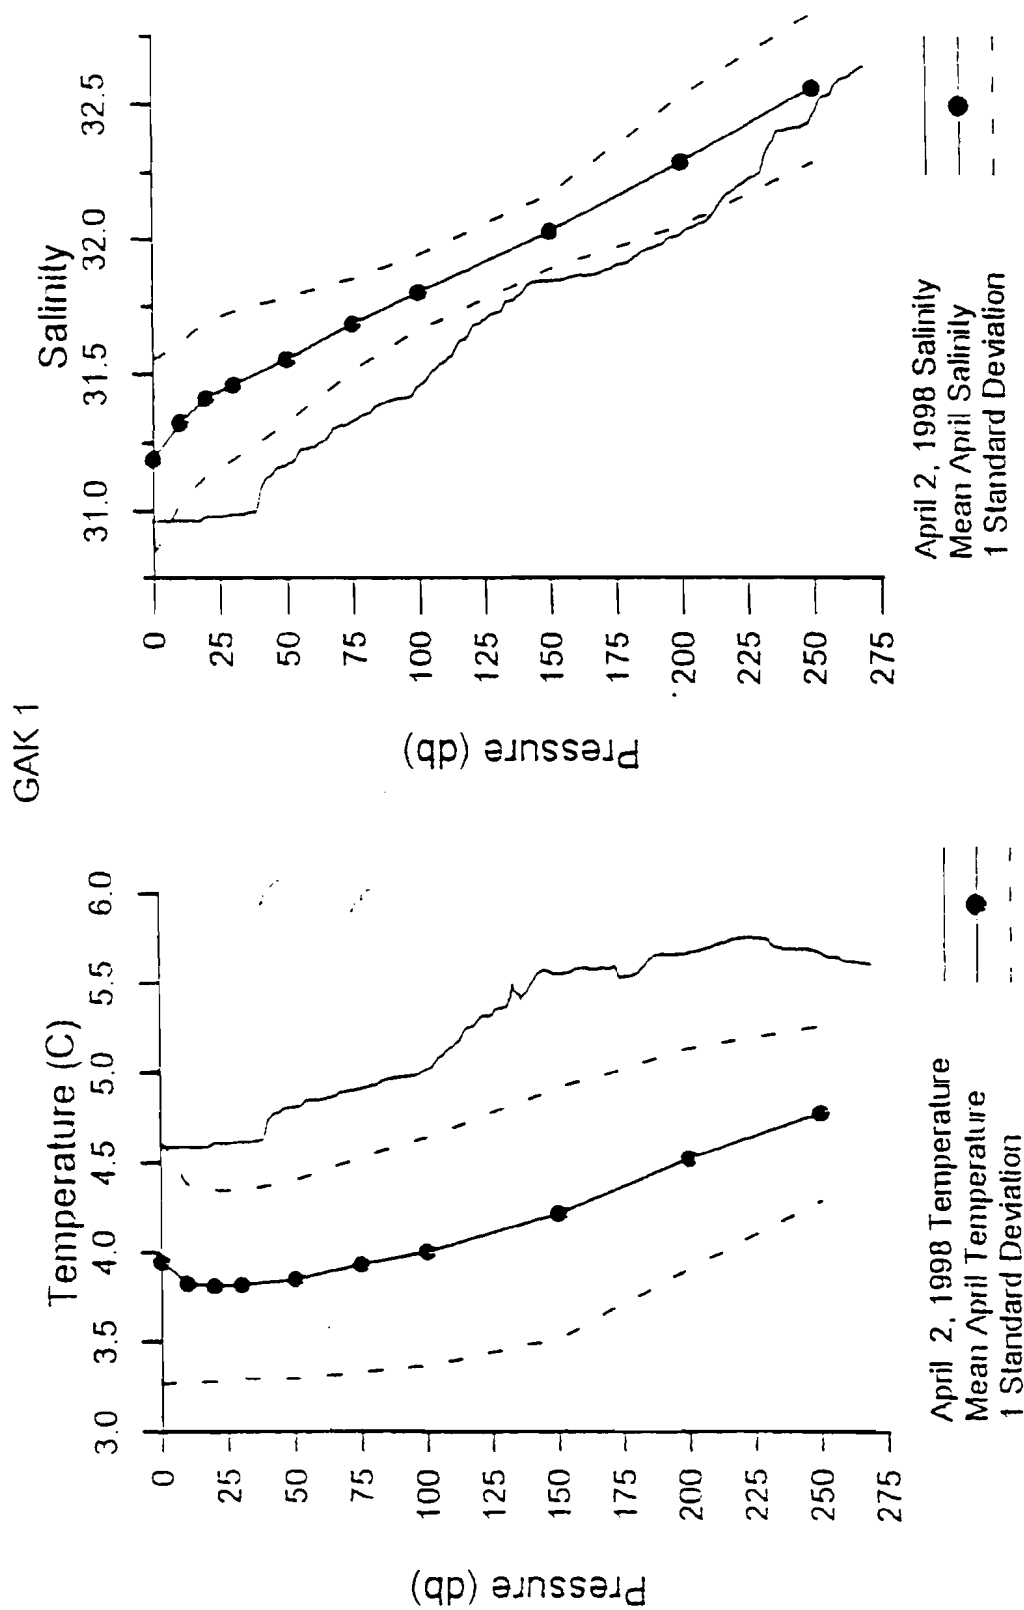 GAK 1
Temperature (C)
3.0 3.5 4.0 4.5 5.0 5.5 6.0
0
25
50
75
100
125
150
175
200
225
250
275
Pressure (db)
April 2, 1998 Temperature
Mean April Temperature
1 Standard Deviation
Salinity
31.0 31.5 32.0 32.5
0
25
50
75
100
125
150
175
200
225
250
275
Pressure (db)
April 2, 1998 Salinity
Mean April Salinity
1 Standard Deviation